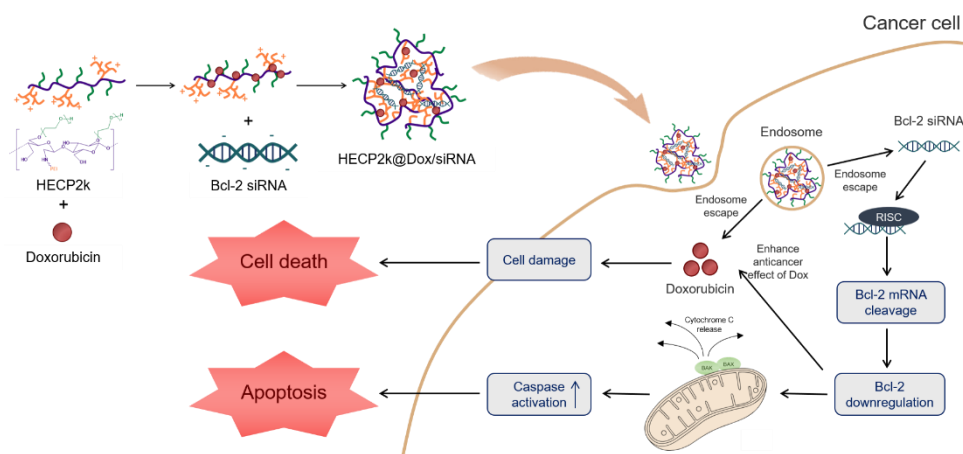 Cancer cell
HECP2k
+
Doxorubicin
+
Bcl-2 siRNA
HECP2k@Dox/siRNA
Endosome
Endosome
escape
Endosome
escape
Bcl-2 siRNA
RISC
Bcl-2 mRNA
cleavage
Bcl-2
downregulation
Enhance
anticancer
effect of Dox
Doxorubicin
Cell damage
Cell death
Cytochrome C
release
BAK
BAX
Caspase
activation
Apoptosis